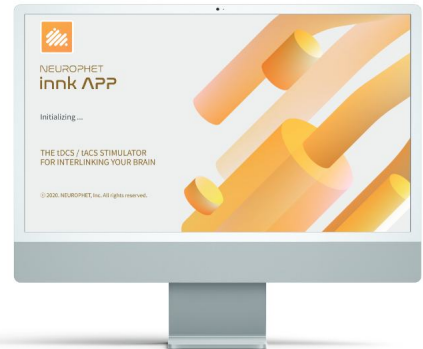 NEUROPHET
innk APP
Initializing ...
THE tDCS / tACS STIMULATOR
FOR INTERLINKING YOUR BRAIN
ⓒ 2020. NEUROPHET, Inc. All rights reserved.